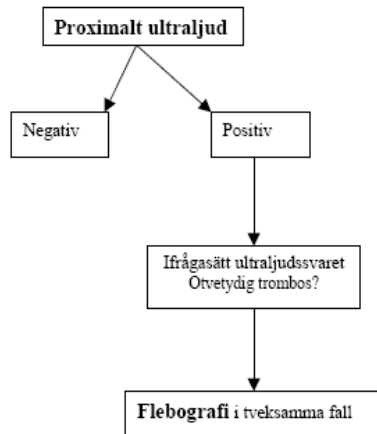 Proximalt ultraljud
Negativ
Positiv
Ifrågasätt ultraljudssvaret
Otvetydig trombos?
Flebografi i tveksamma fall